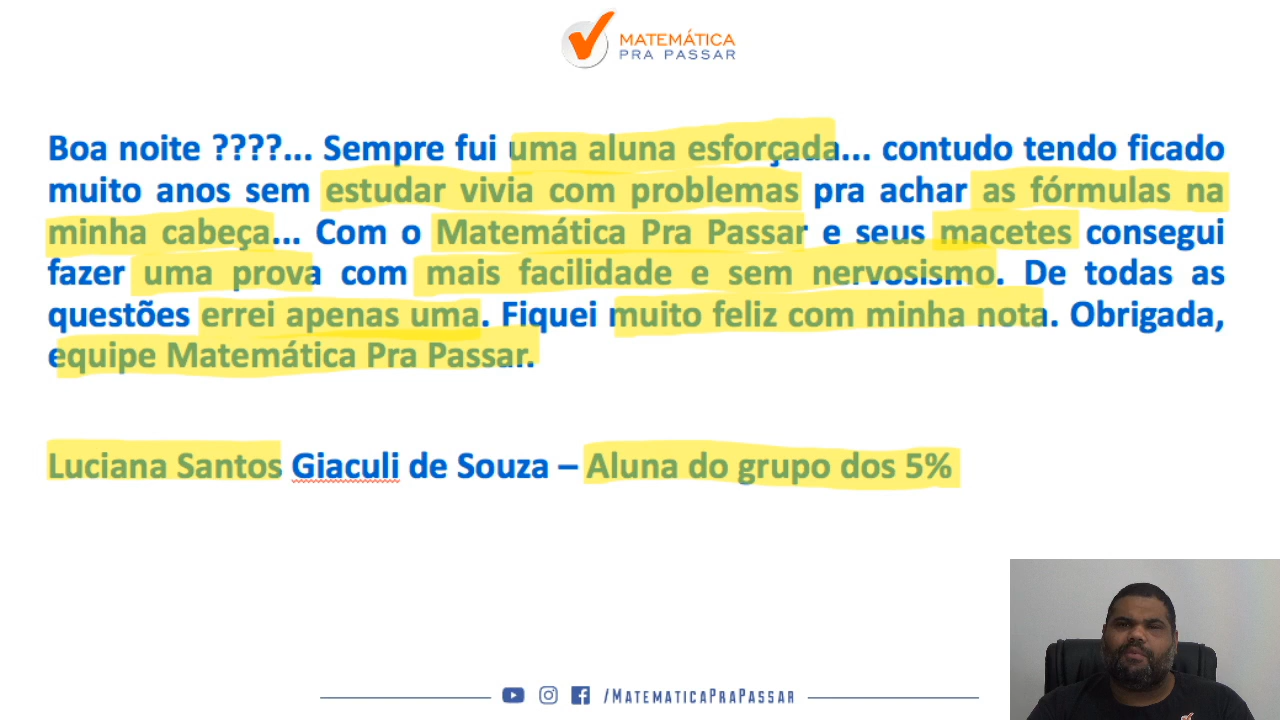 MATEMÁTICA
PRA PASSAR
Boa noite ????... Sempre fui uma aluna esforçada... contudo tendo ficado
muito anos sem estudar vivia com problemas pra achar as fórmulas na
minha cabeça... Com o Matemática Pra Passar e seus macetes consegui
fazer uma prova com mais facilidade e sem nervosismo. De todas as
questões errei apenas uma. Fiquei muito feliz com minha nota. Obrigada,
equipe Matemática Pra Passar.
Luciana Santos Giaculi de Souza – Aluna do grupo dos 5%
/MATEMATICAPRAPASSAR